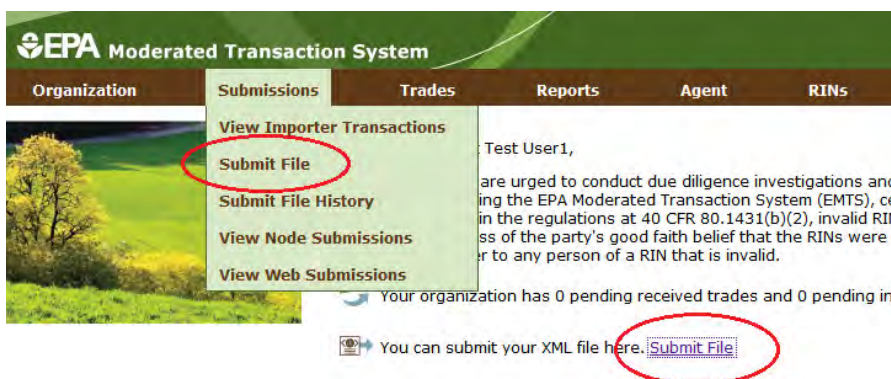 EPA Moderated Transaction System
Organization Submissions Trades Reports Agent RINs
View Importer Transactions
Submit File
Submit File History
View Node Submissions
View Web Submissions
Test User1,
are urged to conduct due diligence investigations and
ing the EPA Moderated Transaction System (EMTS), ce
in the regulations at 40 CFR 80.1431(b)(2), invalid RI
ss of the party's good faith belief that the RINs were
er to any person of a RIN that is invalid.
Your organization has 0 pending received trades and 0 pending in
You can submit your XML file here. Submit File